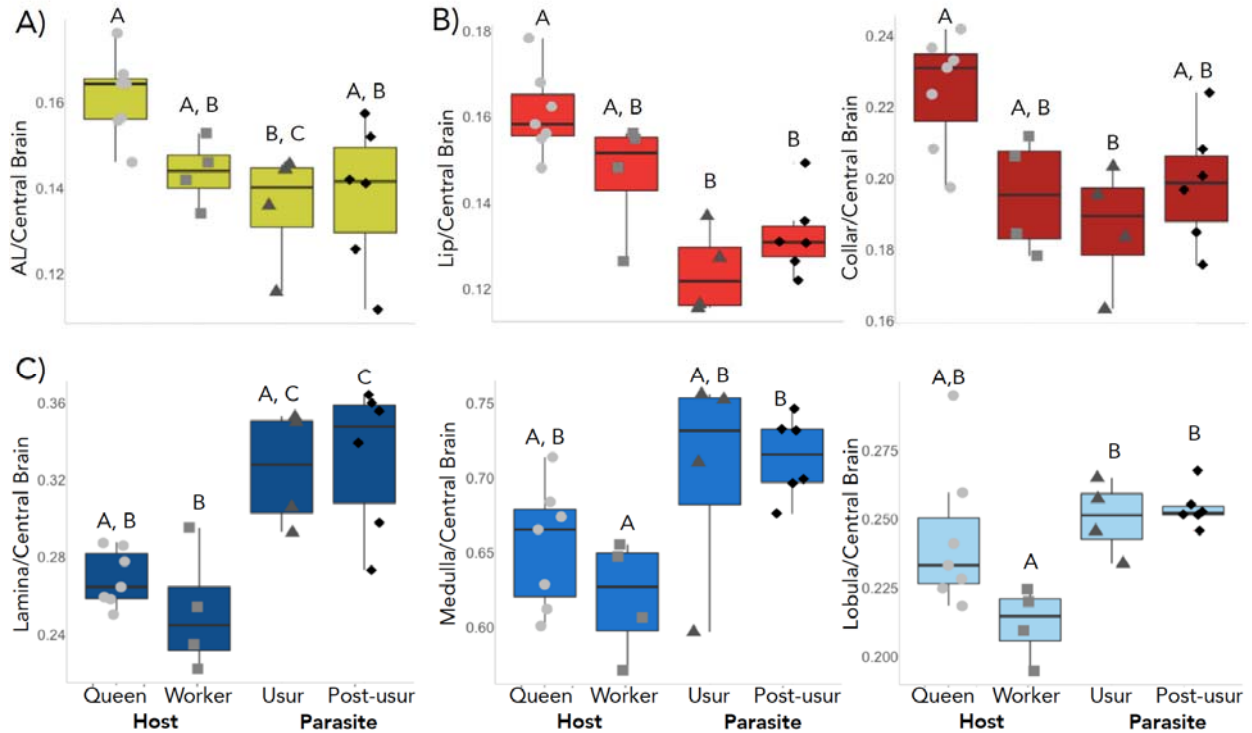 A)
AL/Central Brain
0.16
0.14
0.12
A
A, B
B, C
A, B
B)
Lip/Central Brain
0.18
0.16
0.14
0.12
A
A, B
B
B
Collar/Central Brain
0.24
0.22
0.20
0.18
0.16
A
A, B
B
A, B
C)
Lamina/Central Brain
0.36
0.32
0.28
0.24
A, B
B
A, C
C
Queen Worker Usur Post-usur
Host Parasite
Medulla/Central Brain
0.75
0.70
0.65
0.60
A, B
A
A, B
B
Queen Worker Usur Post-usur
Host Parasite
Lobula/Central Brain
0.275
0.250
0.225
0.200
A,B
A
B
B
Queen Worker Usur Post-usur
Host Parasite